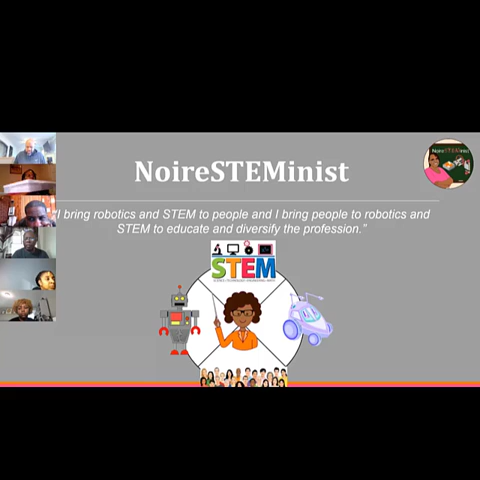 NoireSTEMinist
NoireSTEMinist
"I bring robotics and STEM to people and I bring people to robotics and
STEM to educate and diversify the profession."
STEM